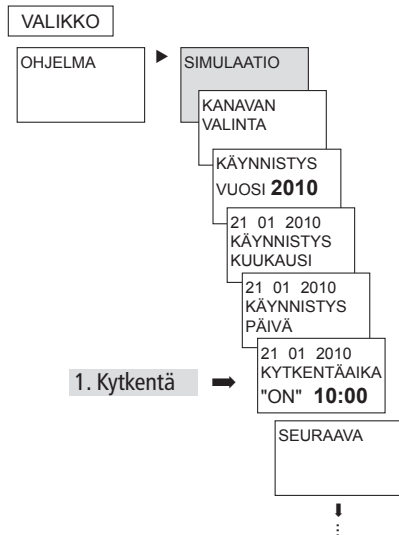 VALIKKO
OHJELMA
SIMULAATIO
KANAVAN
VALINTA
KÄYNNISTYS
VUOSI 2010
21 01 2010
KÄYNNISTYS
KUUKAUSI
21 01 2010
KÄYNNISTYS
PÄIVÄ
21 01 2010
KYTKENTÄAIKA
"ON" 10:00
1. Kytkentä
SEURAAVA